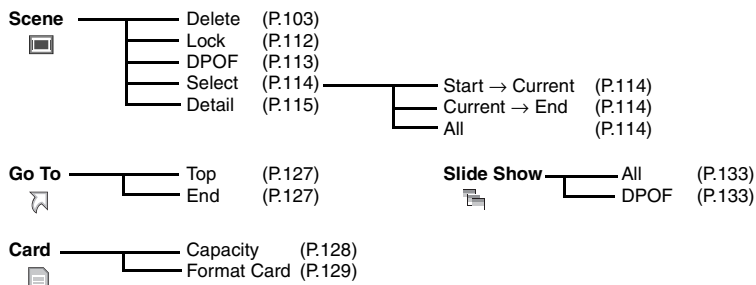 Scene Delete (P.103)
Lock (P.112)
DPOF (P.113)
Select (P.114) Start → Current (P.114)
Detail (P.115) Current → End (P.114)
All (P.114)
Go To Top (P.127)
End (P.127)
Slide Show All (P.133)
DPOF (P.133)
Card Capacity (P.128)
Format Card (P.129)